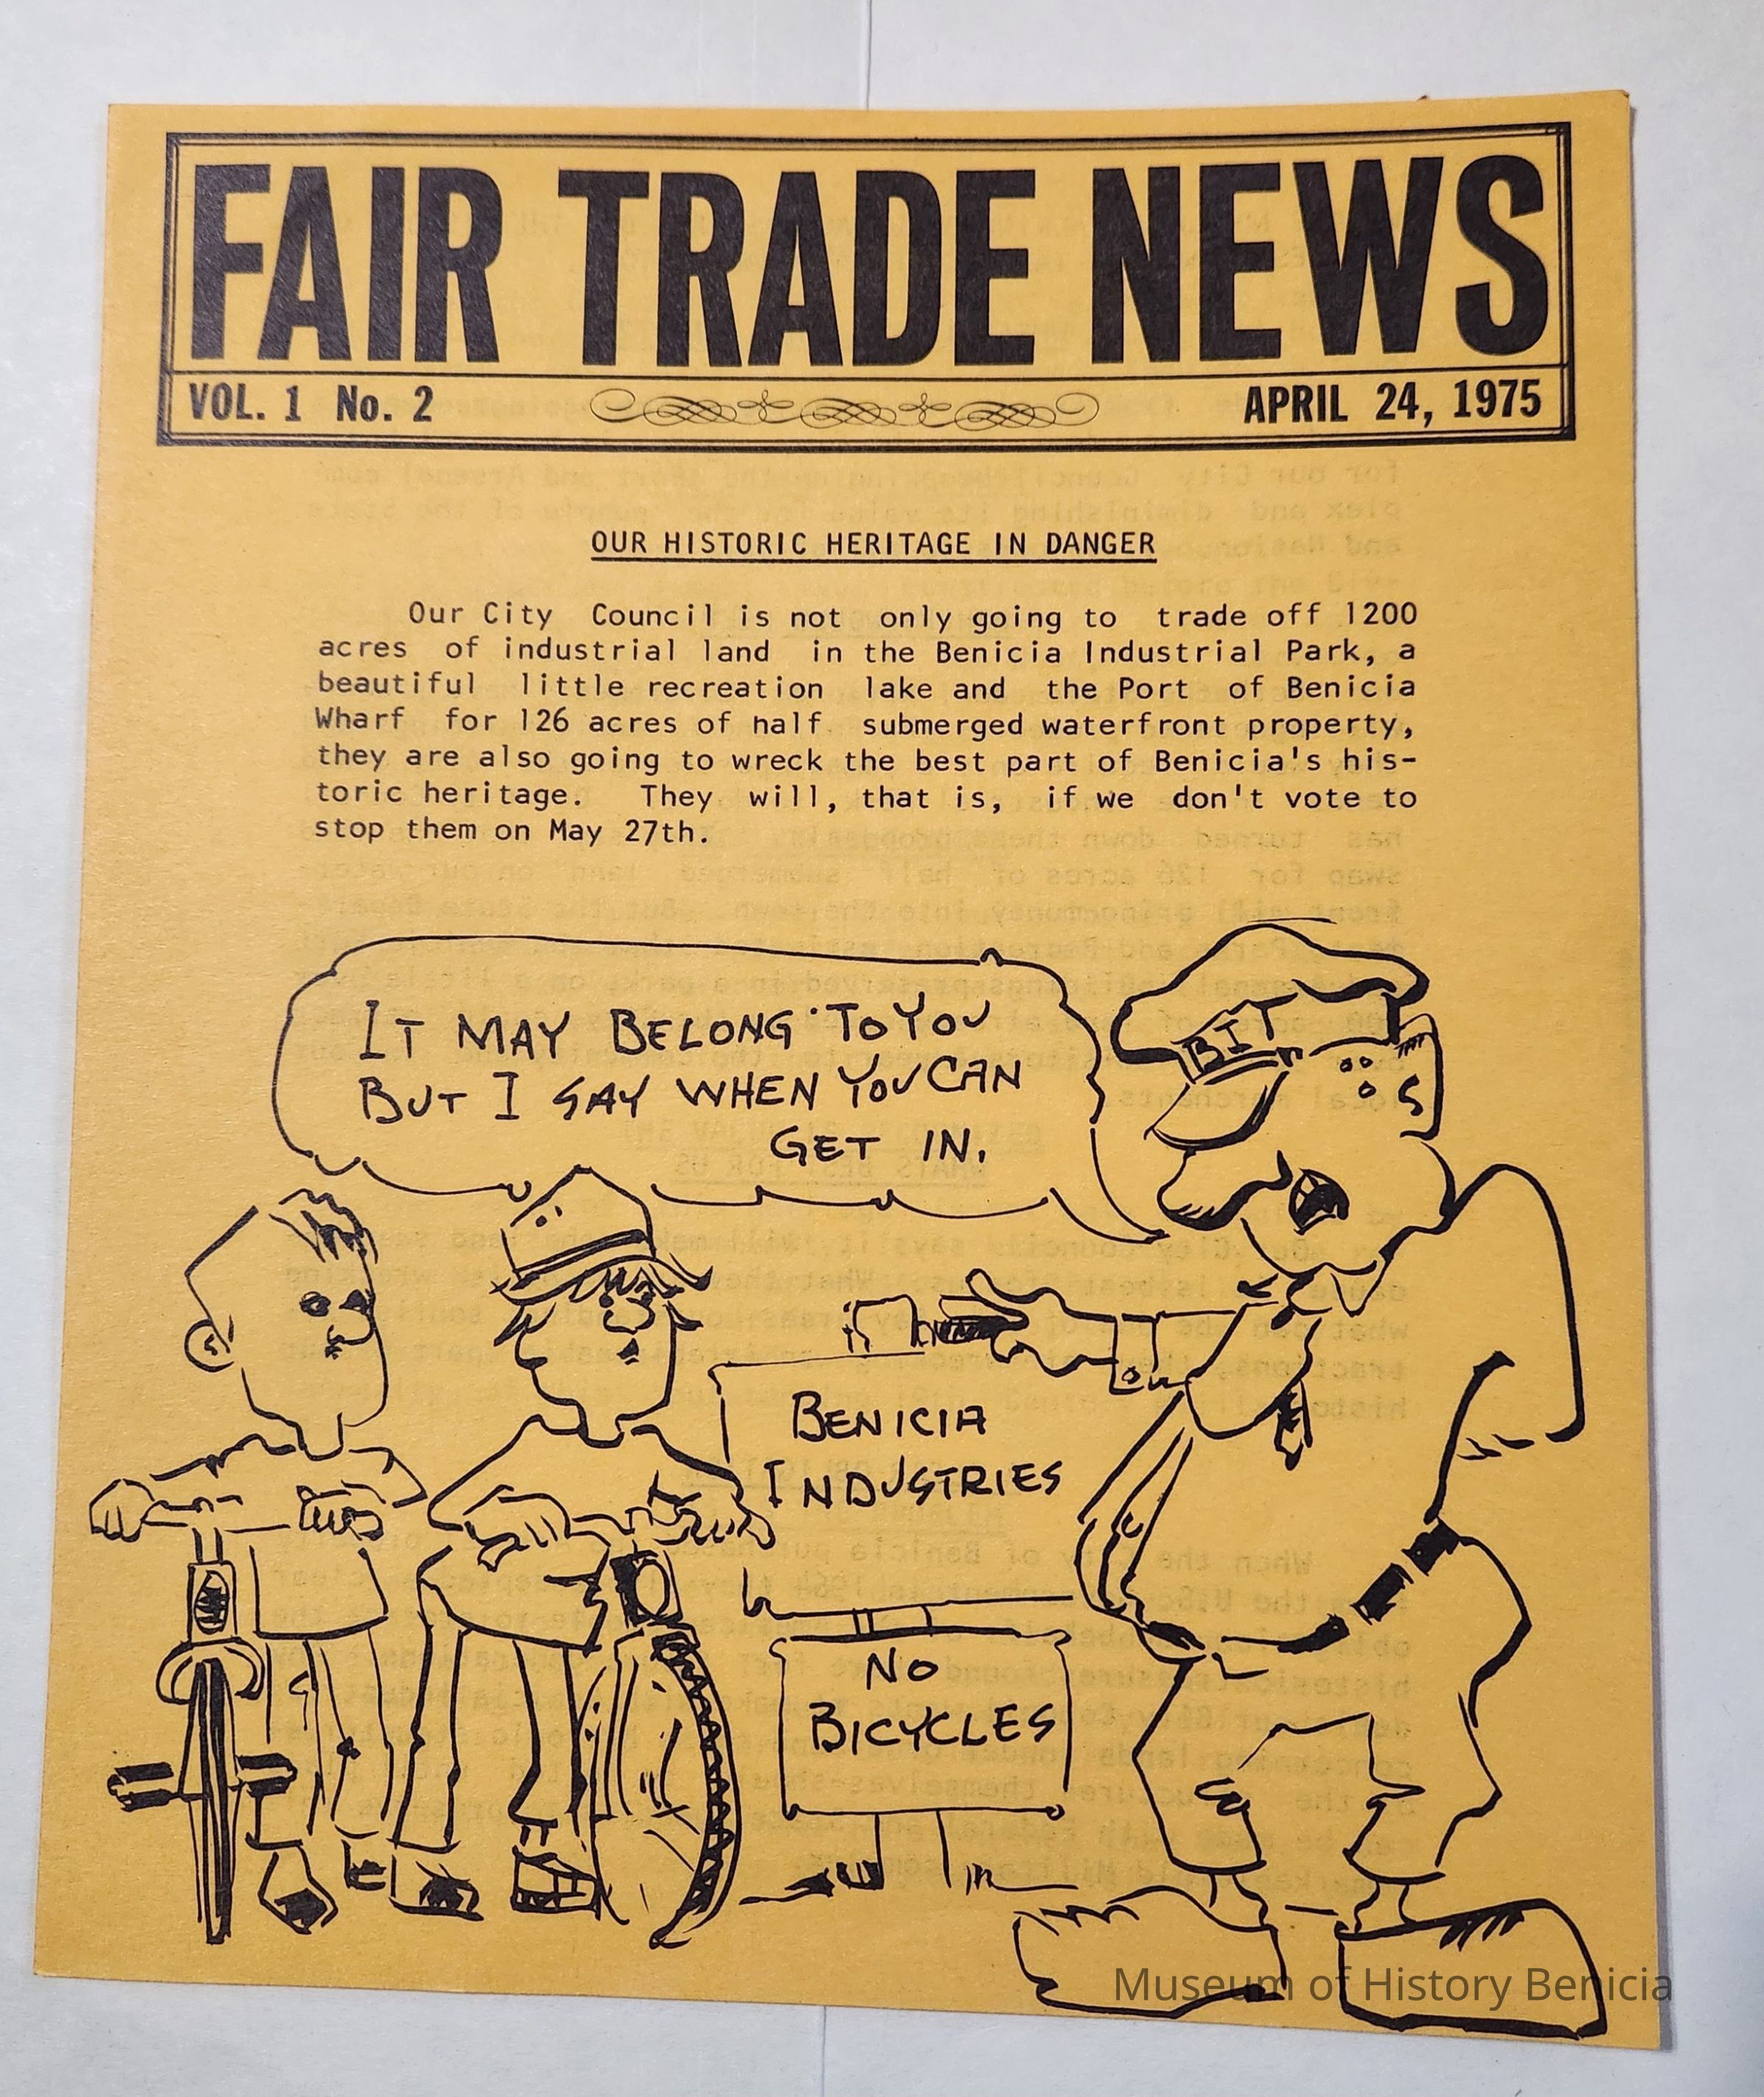 FAIR TRADE NEWS
VOL. 1 No. 2 APRIL 24, 1975
OUR HISTORIC HERITAGE IN DANGER
Our City Council is not only going to trade off 1200
acres of industrial land in the Benicia Industrial Park, a
beautiful little recreation lake and the Port of Benicia
Wharf for 126 acres of half submerged waterfront property,
they are also going to wreck the best part of Benicia's his-
toric heritage. They will, that is, if we don't vote to
stop them on May 27th.
IT MAY BELONG TO YOU
BUT I SAY WHEN YOU CAN
GET IN.
BIT
BENICIA
INDUSTRIES
NO
BICYCLES
Museum of History Benicia